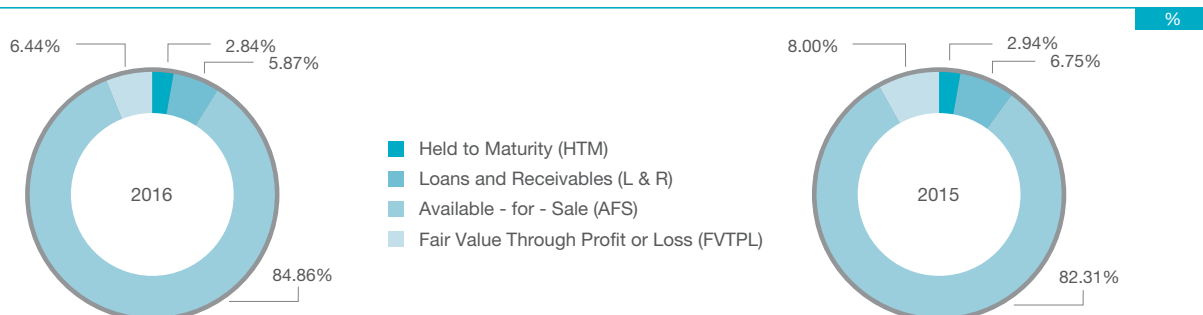 %
6.44%
2.84%
5.87%
2016
84.86%
Held to Maturity (HTM)
Loans and Receivables (L & R)
Available - for - Sale (AFS)
Fair Value Through Profit or Loss (FVTPL)
8.00%
2.94%
6.75%
2015
82.31%